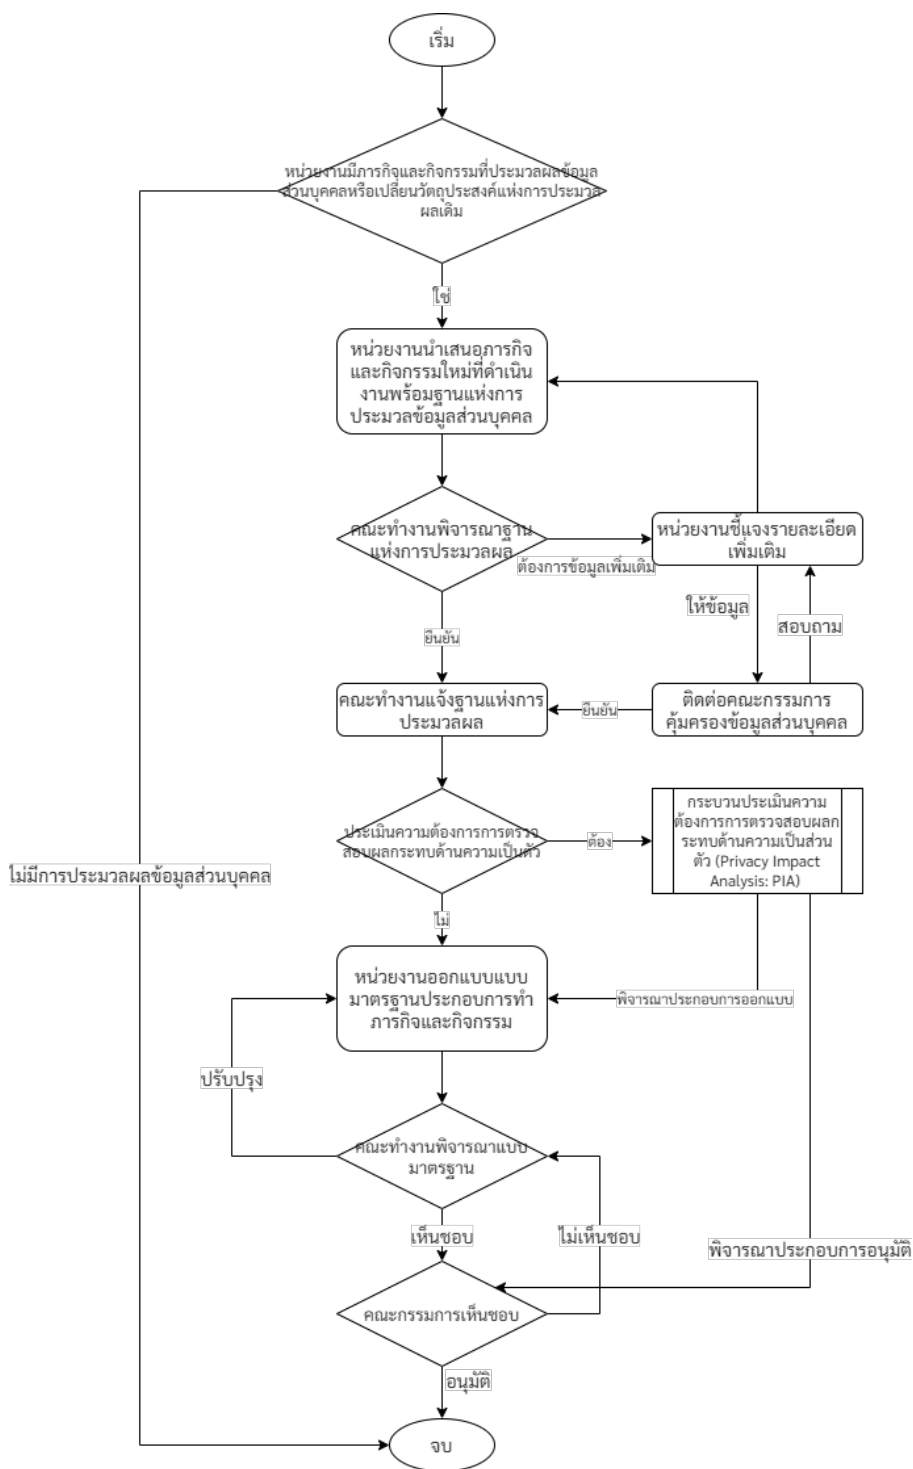 เริ่ม
หน่วยงานมีภารกิจและกิจกรรมที่ประมวลผลข้อมูล
ส่วนบุคคลหรือเปลี่ยนวัตถุประสงค์แห่งการประมวล
ผลเดิม
ใช่
หน่วยงานนำเสนอภารกิจ
และกิจกรรมใหม่ที่ดำเนิน
งานพร้อมฐานแห่งการ
ประมวลข้อมูลส่วนบุคคล
คณะทำงานพิจารณาฐาน
แห่งการประมวลผล
ต้องการข้อมูลเพิ่มเติม
หน่วยงานชี้แจงรายละเอียด
เพิ่มเติม
ให้ข้อมูล
สอบถาม
ยืนยัน
คณะทำงานแจ้งฐานแห่งการ
ประมวลผล
ยืนยัน
ติดต่อคณะกรรมการ
คุ้มครองข้อมูลส่วนบุคคล
ประเมินความต้องการการตรวจ
สอบผลกระทบด้านความเป็นตัว
ต้อง
กระบวนประเมินความ
ต้องการการตรวจสอบผลก
ระทบด้านความเป็นส่วน
ตัว (Privacy Impact
Analysis: PIA)
ไม่มีการประมวลผลข้อมูลส่วนบุคคล
ไม่
หน่วยงานออกแบบแบบ
มาตรฐานประกอบการทำ
ภารกิจและกิจกรรม
พิจารณาประกอบการออกแบบ
ปรับปรุง
คณะทำงานพิจารณาแบบ
มาตรฐาน
เห็นชอบ
ไม่เห็นชอบ
พิจารณาประกอบการอนุมัติ
คณะกรรมการเห็นชอบ
อนุมัติ
จบ